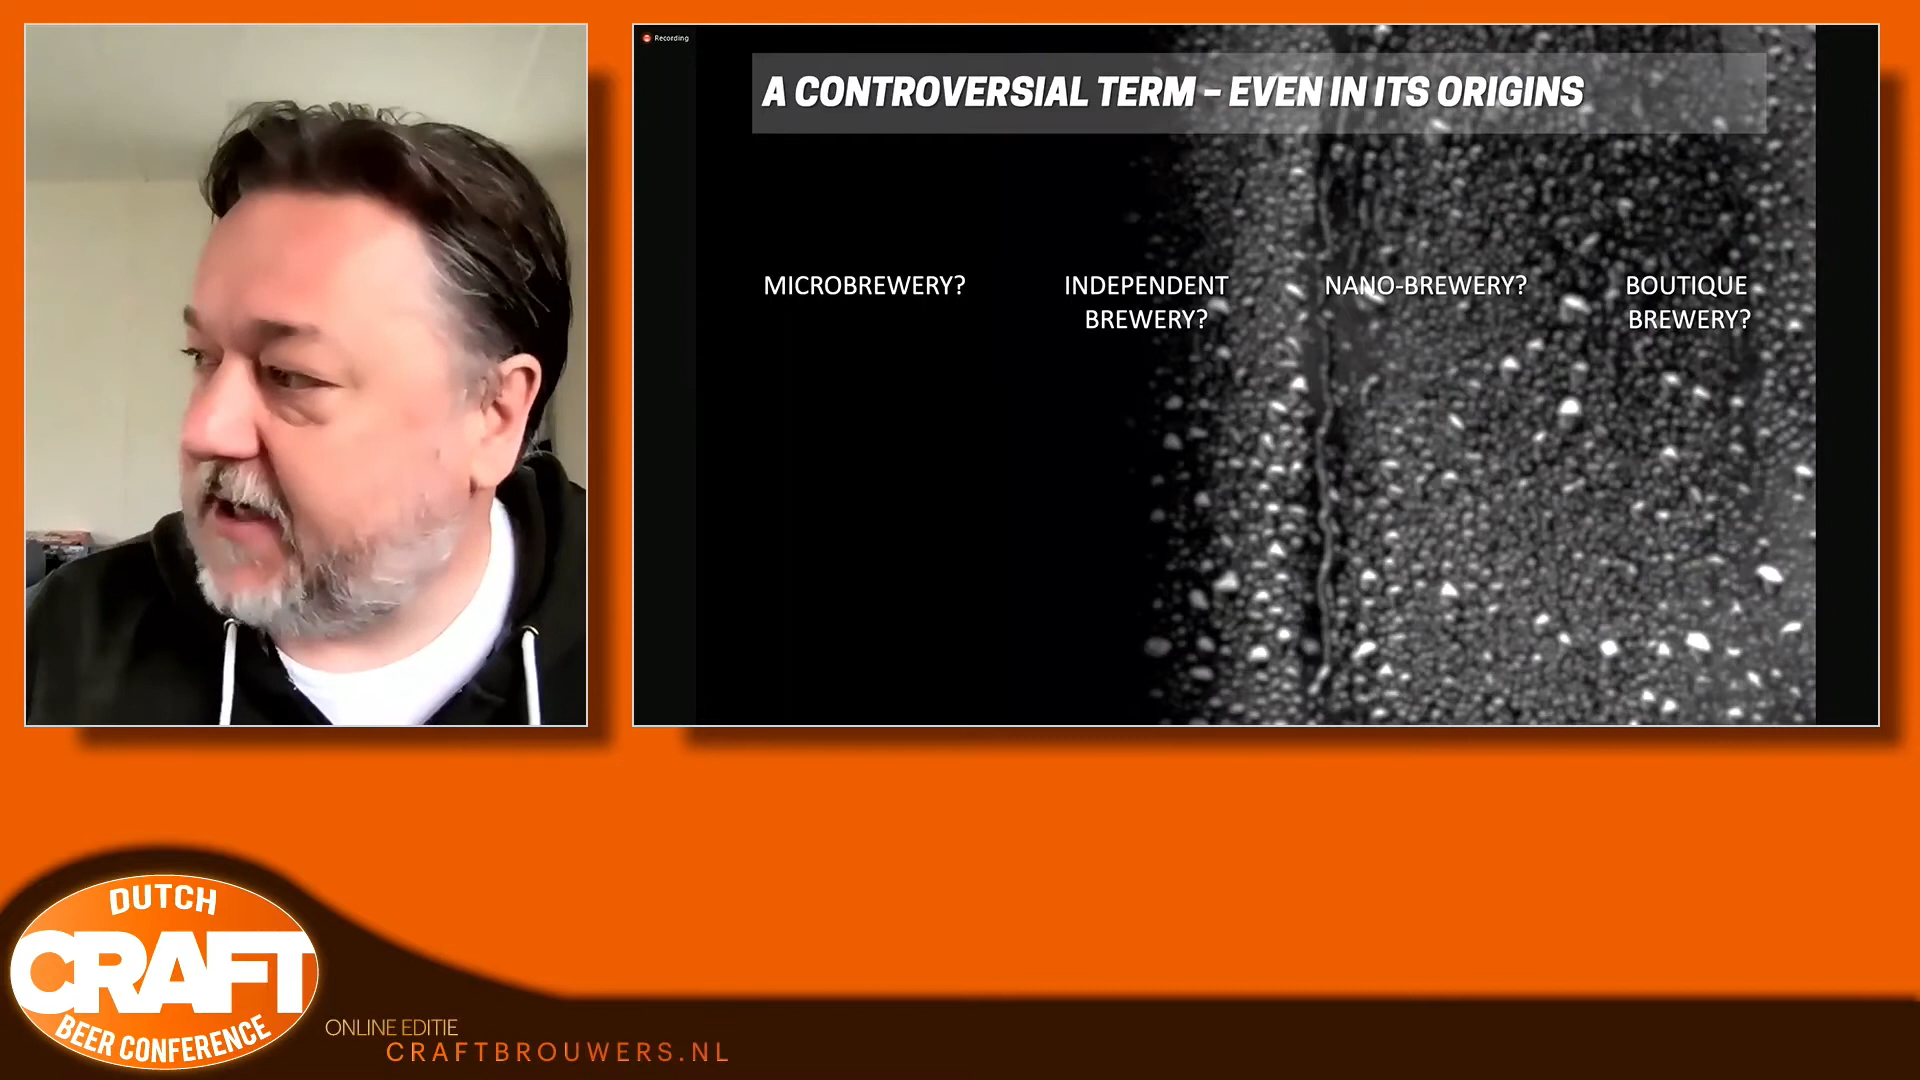 Recording
A CONTROVERSIAL TERM – EVEN IN ITS ORIGINS
MICROBREWERY?
INDEPENDENT
BREWERY?
NANO-BREWERY?
BOUTIQUE
BREWERY?
DUTCH
CRAFT
BEER CONFERENCE
ONLINE EDITIE
CRAFTBROUWERS.NL